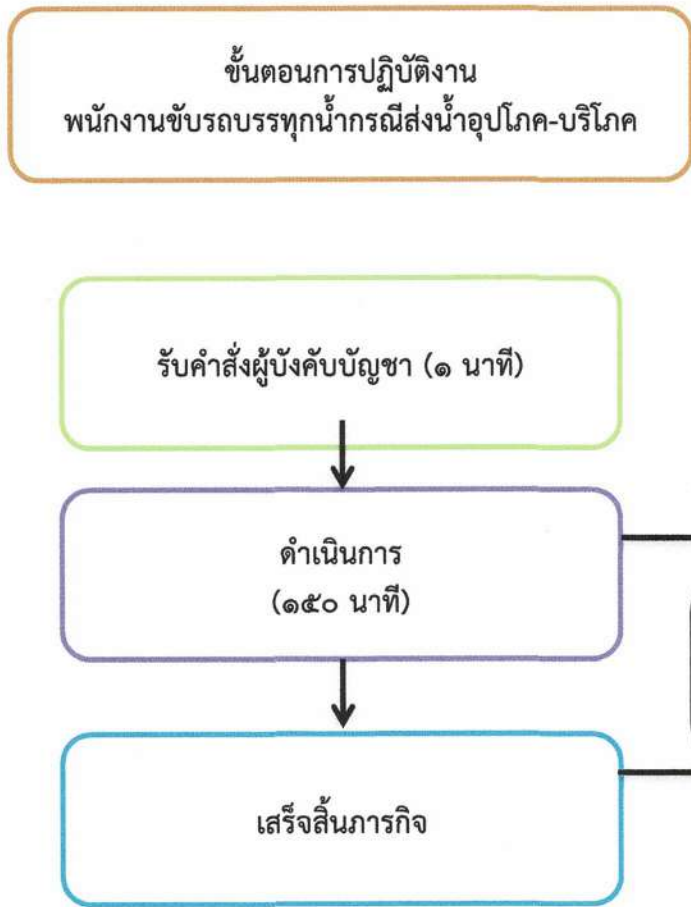 ขั้นตอนการปฏิบัติงาน
พนักงานขับรถบรรทุกน้ำกรณีส่งน้ำอุปโภค-บริโภค
รับคำสั่งผู้บังคับบัญชา (๑ นาที)
ดำเนินการ
(๑๕๐ นาที)
เสร็จสิ้นภารกิจ